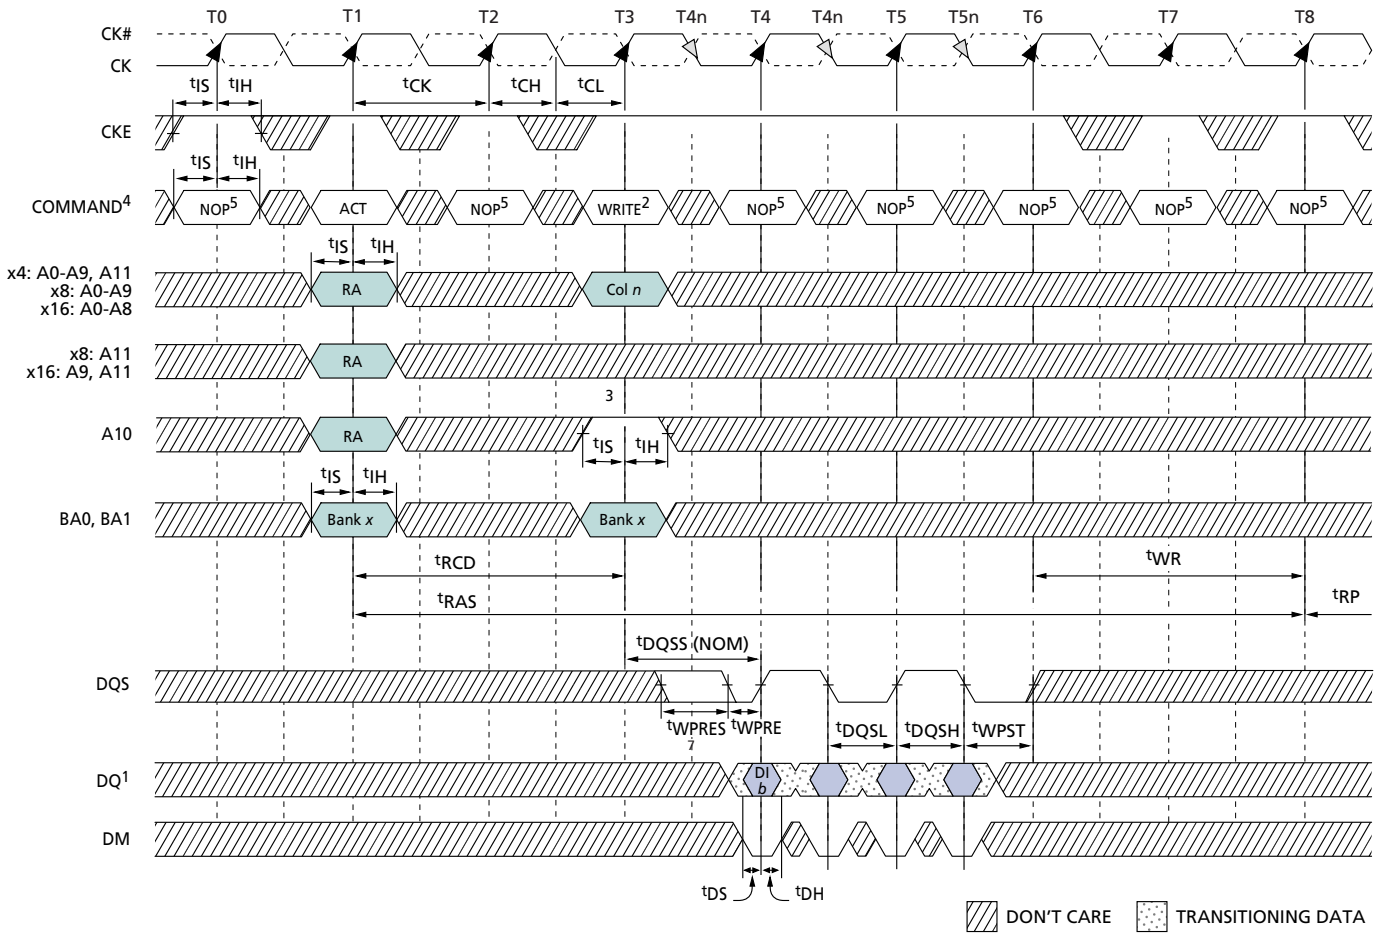 T0 T1 T2 T3 T4n T4 T4n T5 T5n T6 T7 T8
CK#
CK
tIS tIH tCK tCH tCL
CKE
tIS tIH
COMMAND4 NOP5 ACT NOP5 WRITE2 NOP5 NOP5 NOP5 NOP5 NOP5
tIS tIH
x4: A0-A9, A11
x8: A0-A9
x16: A0-A8
RA Col n
x8: A11
x16: A9, A11
RA
3
A10 RA
tIS tIH
tIS tIH
BA0, BA1 Bank x Bank x
tRCD tWR
tRAS tRP
tDQSS (NOM)
DQS
tWPRES tWPRE tDQSL tDQSH tWPST
7
DQ1 DI
b
DM
tDS tDH
DON'T CARE TRANSITIONING DATA